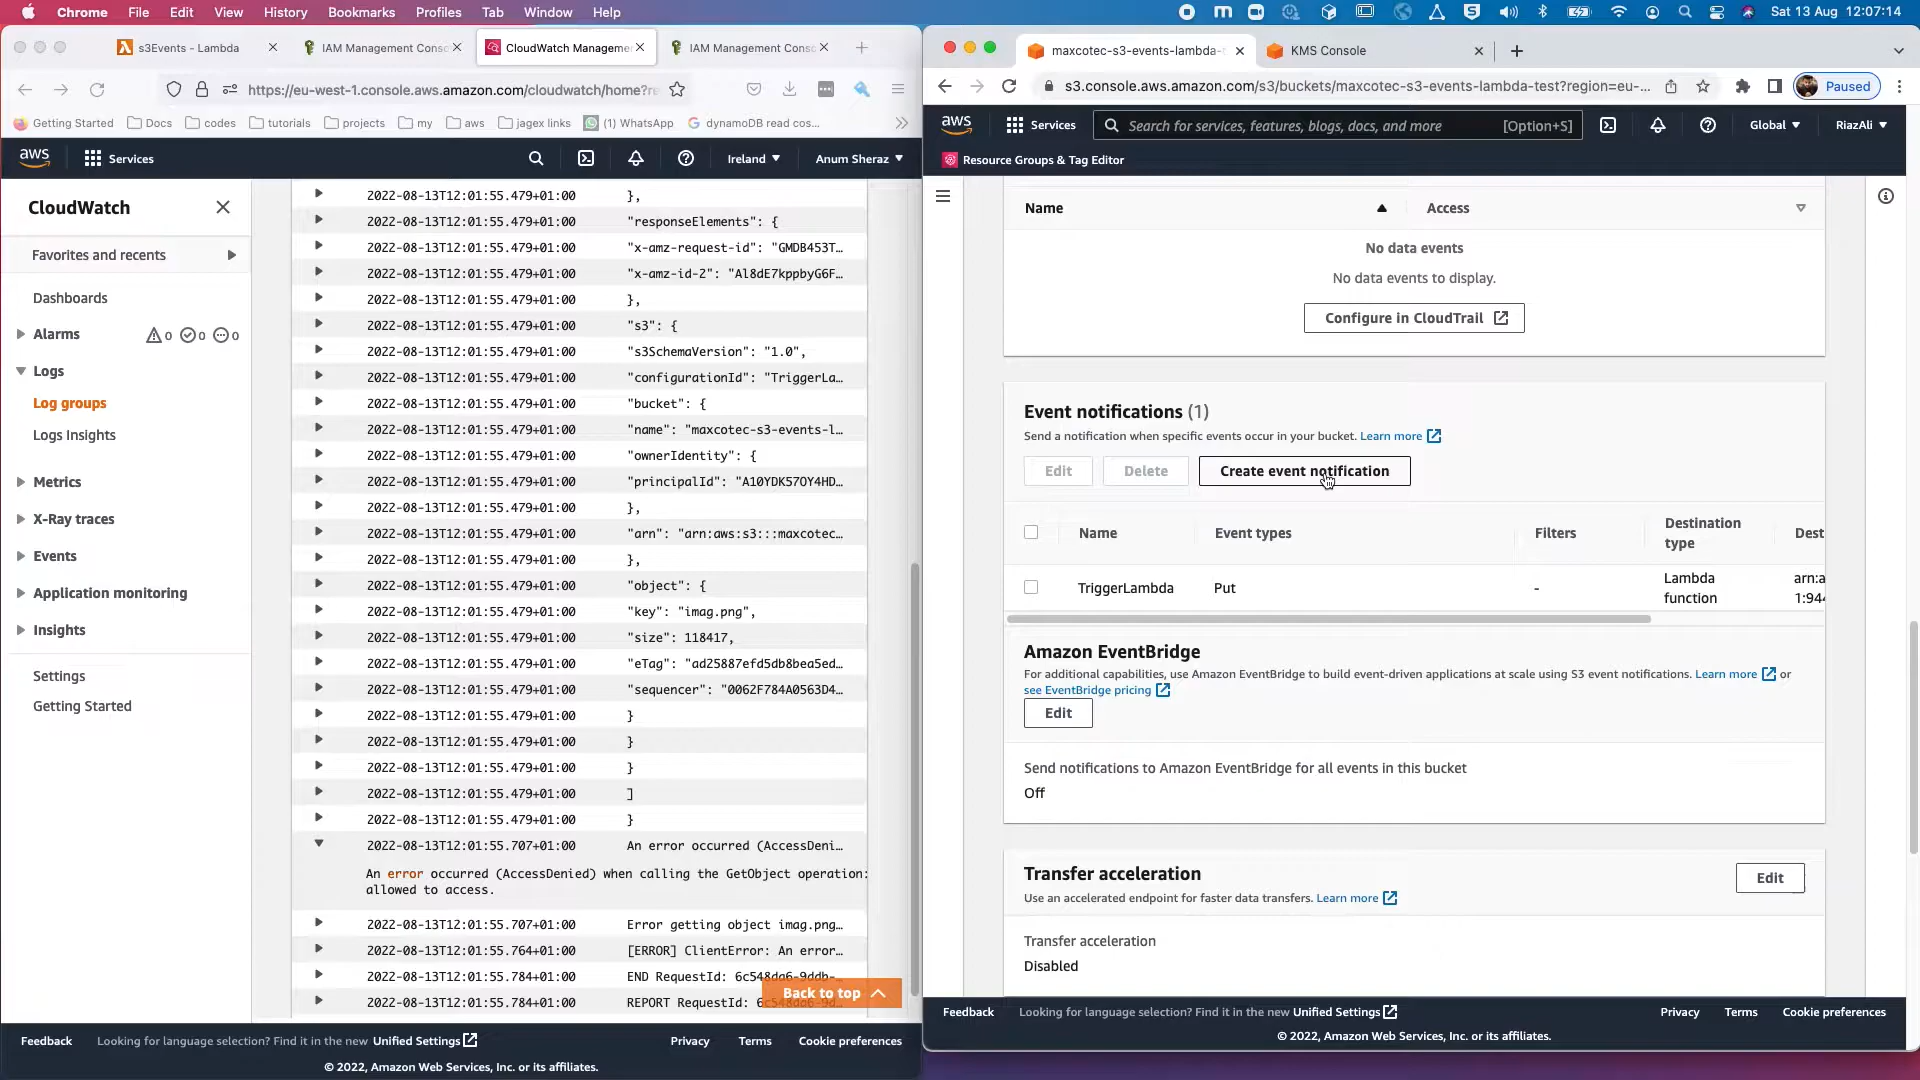 Chrome File Edit View History Bookmarks Profiles Tab Window Help
Sat 13 Aug 12:07:14
s3Events - Lambda
IAM Management Cons
CloudWatch Manageme
IAM Management Cons
https://eu-west-1.console.aws.amazon.com/cloudwatch/home?r
Getting Started Docs codes tutorials projects my aws jagex links (1) WhatsApp dynamoDB read cos...
aws Services Ireland Anum Sheraz
CloudWatch
Favorites and recents
Dashboards
Alarms 0 0 0
Logs
Log groups
Logs Insights
Metrics
X-Ray traces
Events
Application monitoring
Insights
Settings
Getting Started
2022-08-13T12:01:55.479+01:00 },
2022-08-13T12:01:55.479+01:00 "responseElements": {
2022-08-13T12:01:55.479+01:00 "x-amz-request-id": "GMDB453T…
2022-08-13T12:01:55.479+01:00 "x-amz-id-2": "Al8dE7kppbyG6F…
2022-08-13T12:01:55.479+01:00 },
2022-08-13T12:01:55.479+01:00 "s3": {
2022-08-13T12:01:55.479+01:00 "s3SchemaVersion": "1.0",
2022-08-13T12:01:55.479+01:00 "configurationId": "TriggerLa…
2022-08-13T12:01:55.479+01:00 "bucket": {
2022-08-13T12:01:55.479+01:00 "name": "maxcotec-s3-events-l…
2022-08-13T12:01:55.479+01:00 "ownerIdentity": {
2022-08-13T12:01:55.479+01:00 "principalId": "A10YDK57OY4HD…
2022-08-13T12:01:55.479+01:00 },
2022-08-13T12:01:55.479+01:00 "arn": "arn:aws:s3:::maxcotec…
2022-08-13T12:01:55.479+01:00 },
2022-08-13T12:01:55.479+01:00 "object": {
2022-08-13T12:01:55.479+01:00 "key": "imag.png",
2022-08-13T12:01:55.479+01:00 "size": 118417,
2022-08-13T12:01:55.479+01:00 "eTag": "ad25887efd5db8bea5ed…
2022-08-13T12:01:55.479+01:00 "sequencer": "0062F784A0563D4…
2022-08-13T12:01:55.479+01:00 }
2022-08-13T12:01:55.479+01:00 }
2022-08-13T12:01:55.479+01:00 }
2022-08-13T12:01:55.479+01:00 ]
2022-08-13T12:01:55.479+01:00 }
2022-08-13T12:01:55.707+01:00 An error occurred (AccessDeni…
An error occurred (AccessDenied) when calling the GetObject operation:
allowed to access.
2022-08-13T12:01:55.707+01:00 Error getting object imag.png…
2022-08-13T12:01:55.764+01:00 [ERROR] ClientError: An error…
2022-08-13T12:01:55.784+01:00 END RequestId: 6c548da6-9ddb-…
2022-08-13T12:01:55.784+01:00 REPORT RequestId:
Back to top
Feedback Looking for language selection? Find it in the new Unified Settings Privacy Terms Cookie preferences
© 2022, Amazon Web Services, Inc. or its affiliates.
maxcotec-s3-events-lambda-
KMS Console
s3.console.aws.amazon.com/s3/buckets/maxcotec-s3-events-lambda-test?region=eu-...
Paused
aws Services Search for services, features, blogs, docs, and more [Option+S] Global RiazAli
Resource Groups & Tag Editor
Name Access
No data events
No data events to display.
Configure in CloudTrail
Event notifications (1)
Send a notification when specific events occur in your bucket. Learn more
Edit Delete Create event notification
Name Event types Filters Destination type Dest
TriggerLambda Put - Lambda function arn:a
1:944
Amazon EventBridge
For additional capabilities, use Amazon EventBridge to build event-driven applications at scale using S3 event notifications. Learn more or
see EventBridge pricing
Edit
Send notifications to Amazon EventBridge for all events in this bucket
Off
Transfer acceleration
Edit
Use an accelerated endpoint for faster data transfers. Learn more
Transfer acceleration
Disabled
Feedback Looking for language selection? Find it in the new Unified Settings Privacy Terms Cookie preferences
© 2022, Amazon Web Services, Inc. or its affiliates.